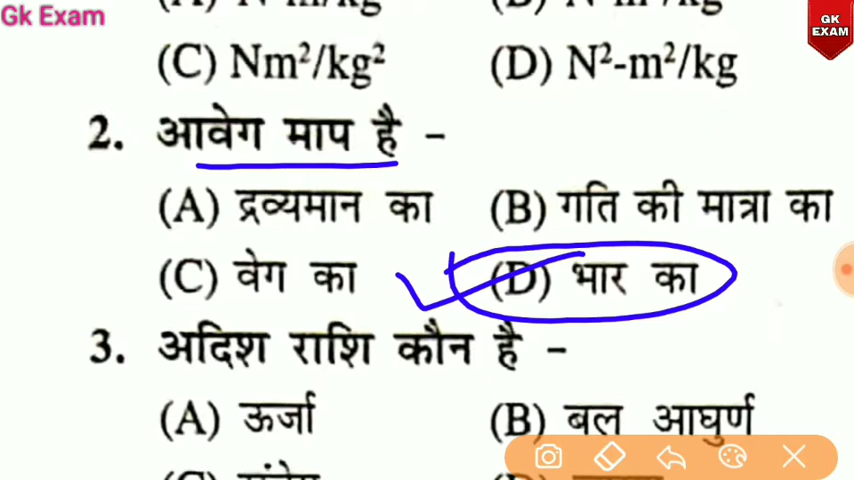 Gk Exam
GK
EXAM
(C) Nm²/kg² (D) N²-m²/kg
2. आवेग माप है –
(A) द्रव्यमान का (B) गति की मात्रा का
(C) वेग का (D) भार का
3. अदिश राशि कौन है –
(A) ऊर्जा (B) बल आघुर्ण